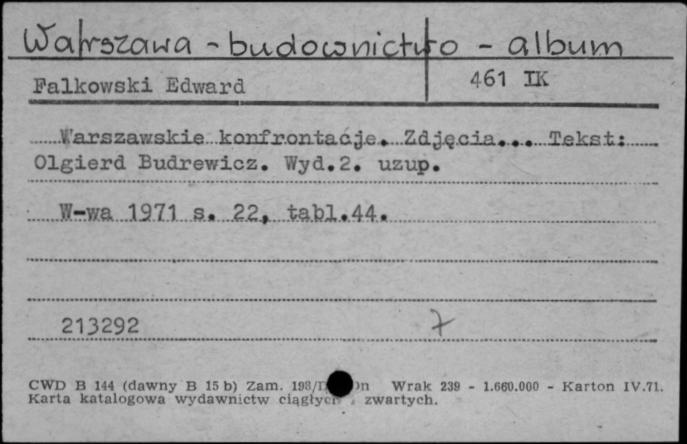 Warszawa - budownictwo - album
Falkowski Edward 461 IK
Warszawskie konfrontacje. Zdjęcia... Tekst:
Olgierd Budrewicz. Wyd.2. uzup.
W-wa 1971 s. 22, tabl.44.
213292 7
CWD B 144 (dawny B 15 b) Zam. Wrak 239 - 1.660.000 - Karton IV.71.
Karta katalogowa wydawnictw zwartych.